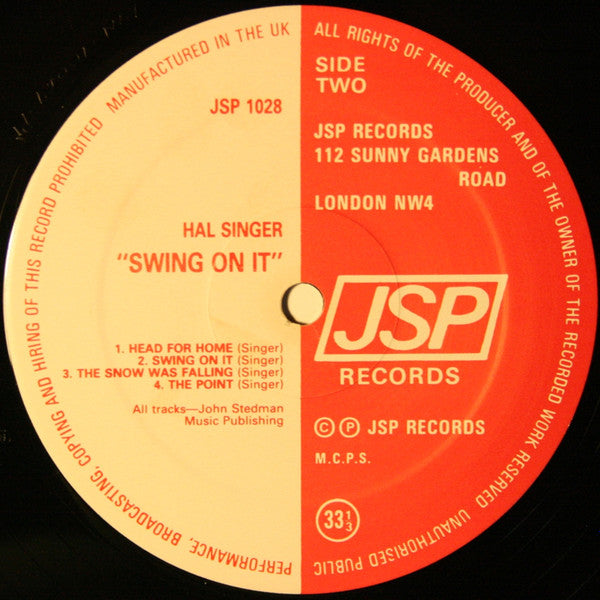 ALL RIGHTS OF THE PRODUCER AND OF THE OWNER OF THE RECORDED WORK RESERVED UNAUTHORISED PUBLIC PERFORMANCE, BROADCASTING, COPYING AND HIRING OF THIS RECORD PROHIBITED MANUFACTURED IN THE UK
JSP 1028
HAL SINGER
"SWING ON IT"
1. HEAD FOR HOME (Singer)
2. SWING ON IT (Singer)
3. THE SNOW WAS FALLING (Singer)
4. THE POINT (Singer)
All tracks—John Stedman
Music Publishing
SIDE
TWO
JSP RECORDS
112 SUNNY GARDENS
ROAD
LONDON NW4
JSP
RECORDS
© ℗ JSP RECORDS
M.C.P.S.
33 1/3